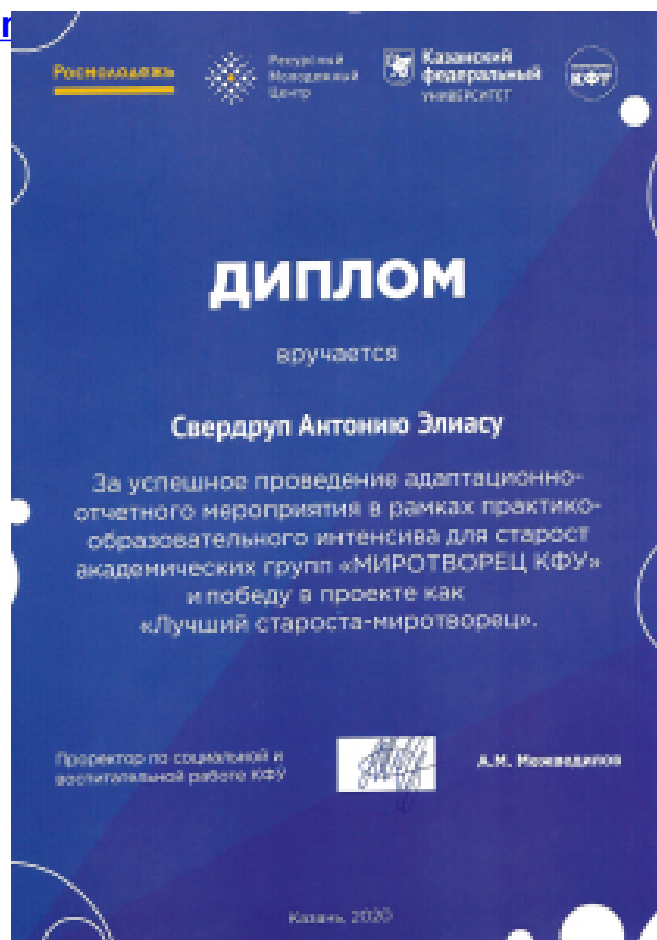 Росмолодежь
Ресурсный
Молодежный
Центр
Казанский
федеральный
УНИВЕРСИТЕТ
КФТ
ДИПЛОМ
вручается
Свердруп Антонию Элиасу
За успешное проведение адаптационно-
отчетного мероприятия в рамках практико-
образовательного интенсива для старост
академических групп «МИРОТВОРЕЦ КФУ»
и победу в проекте как
«Лучший староста-миротворец».
Проректор по социальной и
воспитательной работе КФУ
А.М.
Казань, 2020